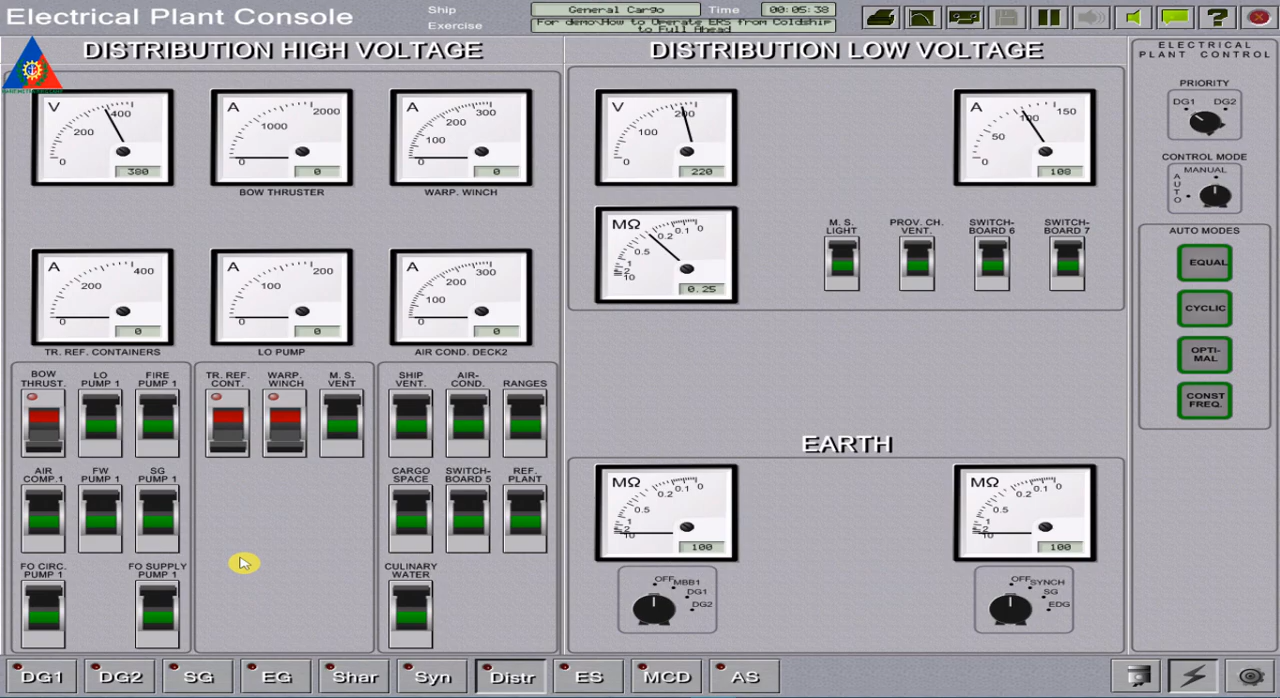 Electrical Plant Console
Ship
General Cargo
Time
00:05:38
Exercise
For demo\How to Operate ERS from Coldship
to Full Ahead
DISTRIBUTION HIGH VOLTAGE
DISTRIBUTION LOW VOLTAGE
ELECTRICAL
PLANT CONTROL
V 0 200 400 380
A 0 1000 2000 0
BOW THRUSTER
A 0 100 200 300 0
WARP. WINCH
V 0 100 200 220
A 0 50 100 150 108
PRIORITY
DG1 DG2
CONTROL MODE
MANUAL
AUTO
MΩ 0.5 0.2 0.1 0 0.25
M. S.
LIGHT
PROV. CH.
VENT.
SWITCH-
BOARD 6
SWITCH-
BOARD 7
AUTO MODES
EQUAL
CYCLIC
OPTI-
MAL
CONST
FREQ.
A 0 200 400 0
TR. REF. CONTAINERS
A 0 100 200 0
LO PUMP
A 0 100 200 300 0
AIR COND. DECK2
BOW
THRUST.
LO
PUMP 1
FIRE
PUMP 1
TR. REF.
CONT.
WARP.
WINCH
M. S.
VENT
SHIP
VENT.
AIR-
COND.
RANGES
AIR
COMP.1
FW
PUMP 1
SG
PUMP 1
CARGO
SPACE
SWITCH-
BOARD 5
REF.
PLANT
FO CIRC.
PUMP 1
FO SUPPLY
PUMP 1
CULINARY
WATER
EARTH
MΩ 10 2 1 0.5 0.2 0.1 0 100
OFF
MBB1
DG1
DG2
MΩ 10 2 1 0.5 0.2 0.1 0 100
OFF
SYNCH
SG
EDG
DG1 DG2 SG EG Shar Syn Distr ES MCD AS